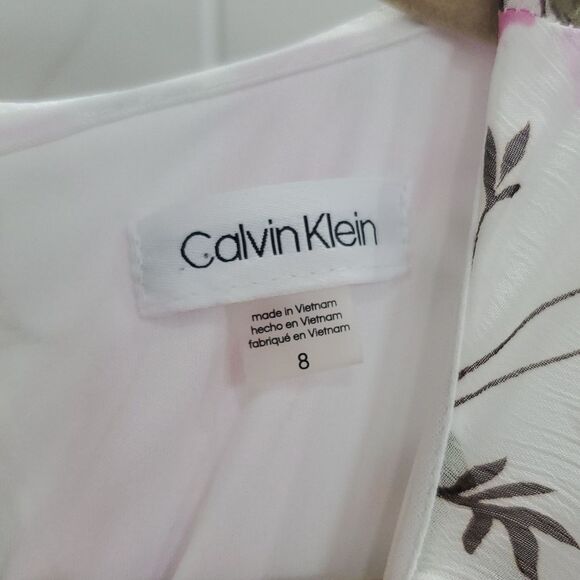 Calvin Klein
made in Vietnam
hecho en Vietnam
fabriqué en Vietnam
8